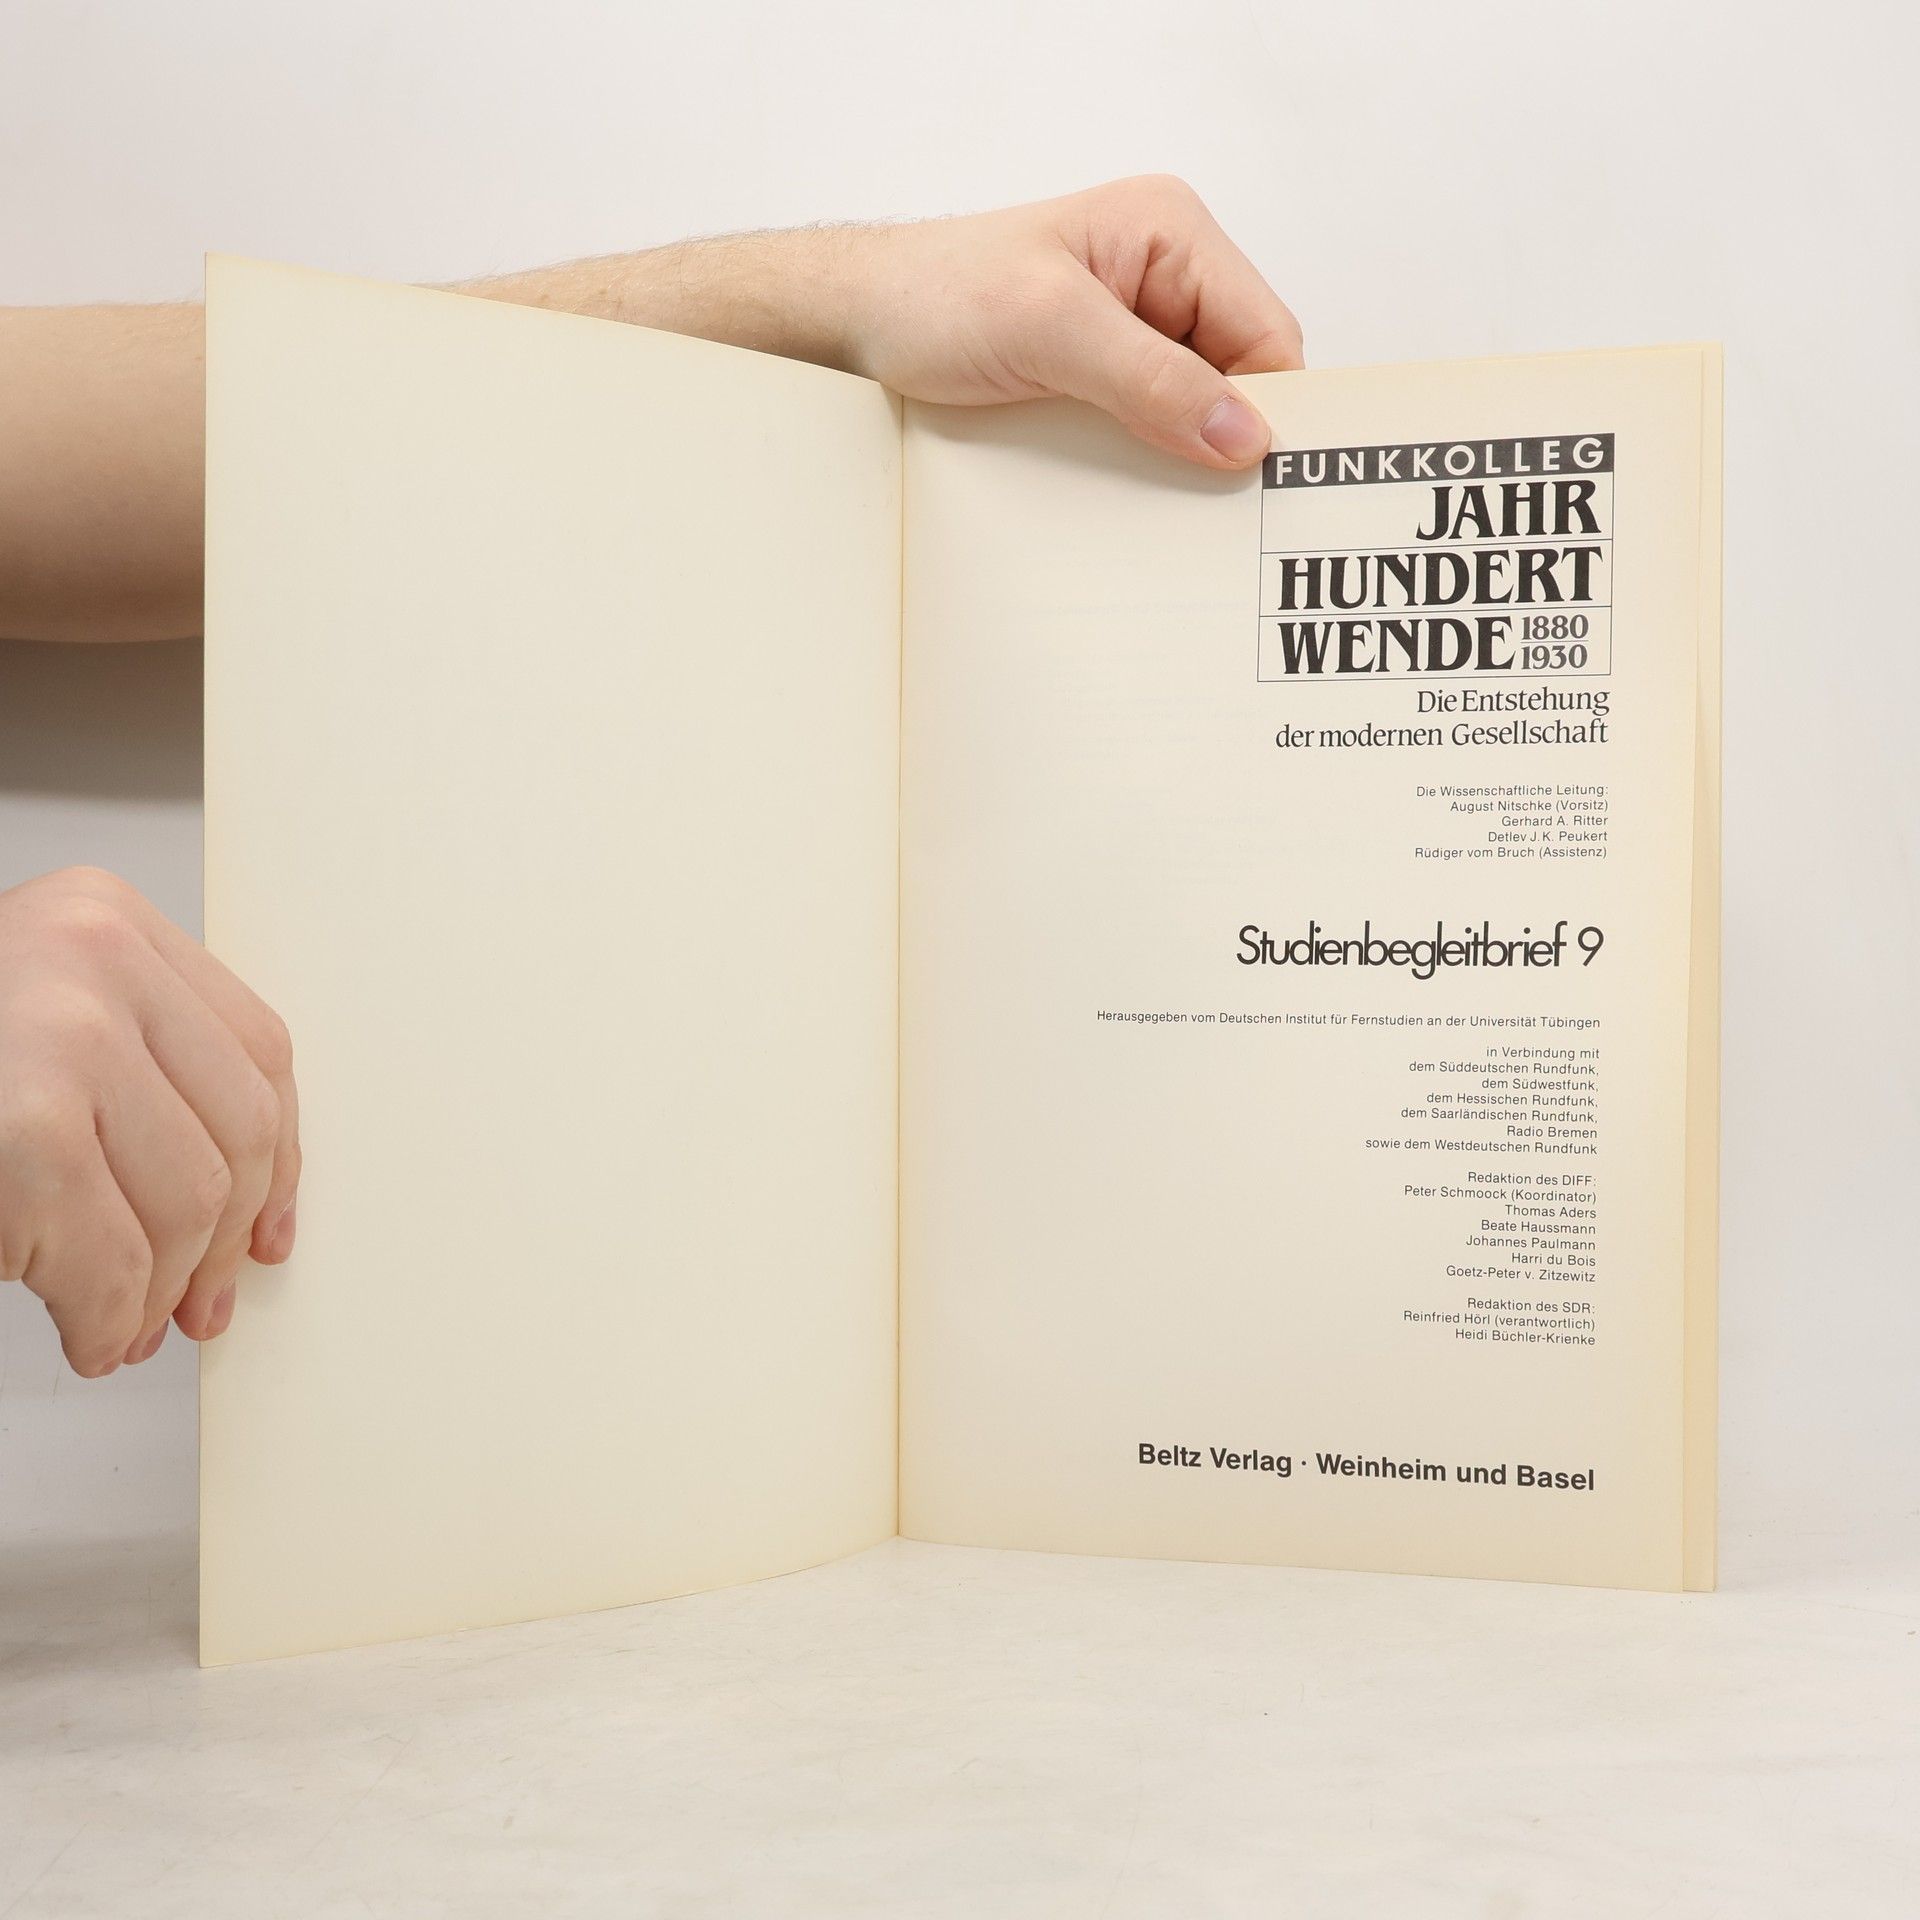 FUNKKOLLEG
JAHR
HUNDERT
WENDE 1880
1930
Die Entstehung
der modernen Gesellschaft
Die Wissenschaftliche Leitung:
August Nitschke (Vorsitz)
Gerhard A. Ritter
Detlev J. K. Peukert
Rüdiger vom Bruch (Assistenz)
Studienbegleitbrief 9
Herausgegeben vom Deutschen Institut für Fernstudien an der Universität Tübingen
in Verbindung mit
dem Süddeutschen Rundfunk,
dem Südwestfunk,
dem Hessischen Rundfunk,
dem Saarländischen Rundfunk,
Radio Bremen
sowie dem Westdeutschen Rundfunk
Redaktion des DIFF:
Peter Schmoock (Koordinator)
Thomas Aders
Beate Haussmann
Johannes Paulmann
Harri du Bois
Goetz-Peter v. Zitzewitz
Redaktion des SDR:
Reinfried Hörl (verantwortlich)
Heidi Büchler-Krienke
Beltz Verlag · Weinheim und Basel